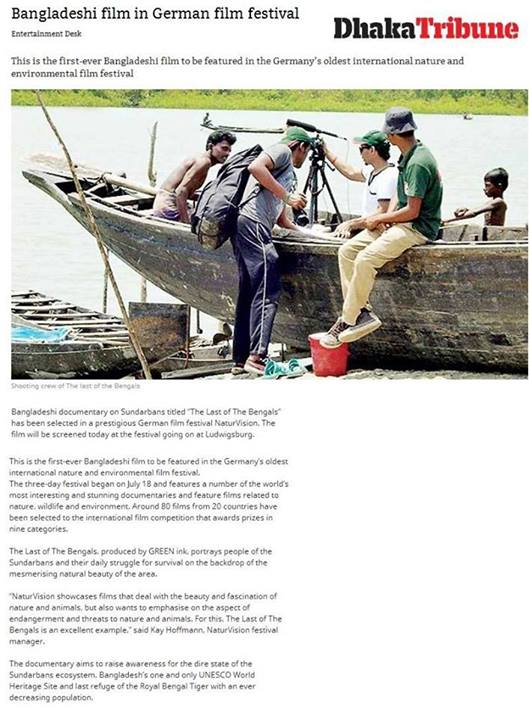 Bangladeshi film in German film festival
DhakaTribune
Entertainment Desk
This is the first-ever Bangladeshi film to be featured in the Germany's oldest international nature and
environmental film festival
Shooting crew of The last of the Bengals
Bangladeshi documentary on Sundarbans titled "The Last of The Bengals"
has been selected in a prestigious German film festival NaturVision. The
film will be screened today at the festival going on at Ludwigsburg.
This is the first-ever Bangladeshi film to be featured in the Germany's oldest
international nature and environmental film festival.
The three-day festival began on July 18 and features a number of the world's
most interesting and stunning documentaries and feature films related to
nature, wildlife and environment. Around 80 films from 20 countries have
been selected to the international film competition that awards prizes in
nine categories.
The Last of The Bengals, produced by GREEN ink, portrays people of the
Sundarbans and their daily struggle for survival on the backdrop of the
mesmerising natural beauty of the area.
"NaturVision showcases films that deal with the beauty and fascination of
nature and animals, but also wants to emphasise on the aspect of
endangerment and threats to nature and animals. For this, The Last of The
Bengals is an excellent example," said Kay Hoffmann, NaturVision festival
manager.
The documentary aims to raise awareness for the dire state of the
Sundarbans ecosystem, Bangladesh's one and only UNESCO World
Heritage Site and last refuge of the Royal Bengal Tiger with an ever
decreasing population.